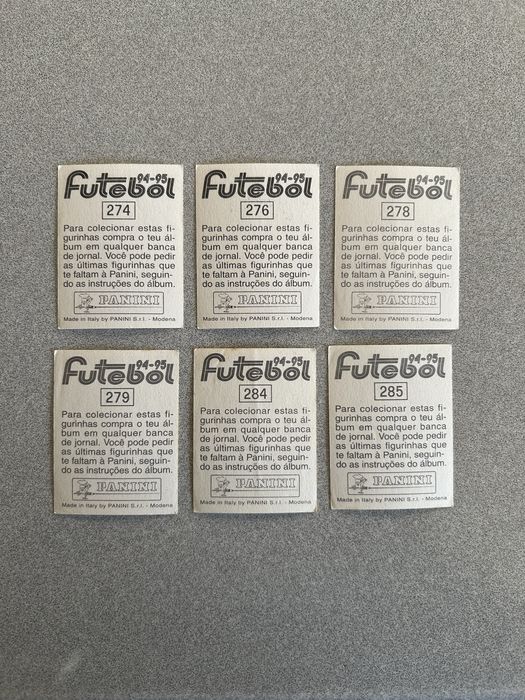 Futebol 94-95
274
Para colecionar estas fi-
gurinhas compra o teu ál-
bum em qualquer banca
de jornal. Você pode pedir
as últimas figurinhas que
te faltam à Panini, seguin-
do as instruções do álbum.
PANINI
Made in Italy by PANINI S.r.l. - Modena
Futebol 94-95
276
Para colecionar estas fi-
gurinhas compra o teu ál-
bum em qualquer banca
de jornal. Você pode pedir
as últimas figurinhas que
te faltam à Panini, seguin-
do as instruções do álbum.
PANINI
Made in Italy by PANINI S.r.l. - Modena
Futebol 94-95
278
Para colecionar estas fi-
gurinhas compra o teu ál-
bum em qualquer banca
de jornal. Você pode pedir
as últimas figurinhas que
te faltam à Panini, seguin-
do as instruções do álbum.
PANINI
Made in Italy by PANINI S.r.l. - Modena
Futebol 94-95
279
Para colecionar estas fi-
gurinhas compra o teu ál-
bum em qualquer banca
de jornal. Você pode pedir
as últimas figurinhas que
te faltam à Panini, seguin-
do as instruções do álbum.
PANINI
Made in Italy by PANINI S.r.l. - Modena
Futebol 94-95
284
Para colecionar estas fi-
gurinhas compra o teu ál-
bum em qualquer banca
de jornal. Você pode pedir
as últimas figurinhas que
te faltam à Panini, seguin-
do as instruções do álbum.
PANINI
Made in Italy by PANINI S.r.l. - Modena
Futebol 94-95
285
Para colecionar estas fi-
gurinhas compra o teu ál-
bum em qualquer banca
de jornal. Você pode pedir
as últimas figurinhas que
te faltam à Panini, seguin-
do as instruções do álbum.
PANINI
Made in Italy by PANINI S.r.l. - Modena